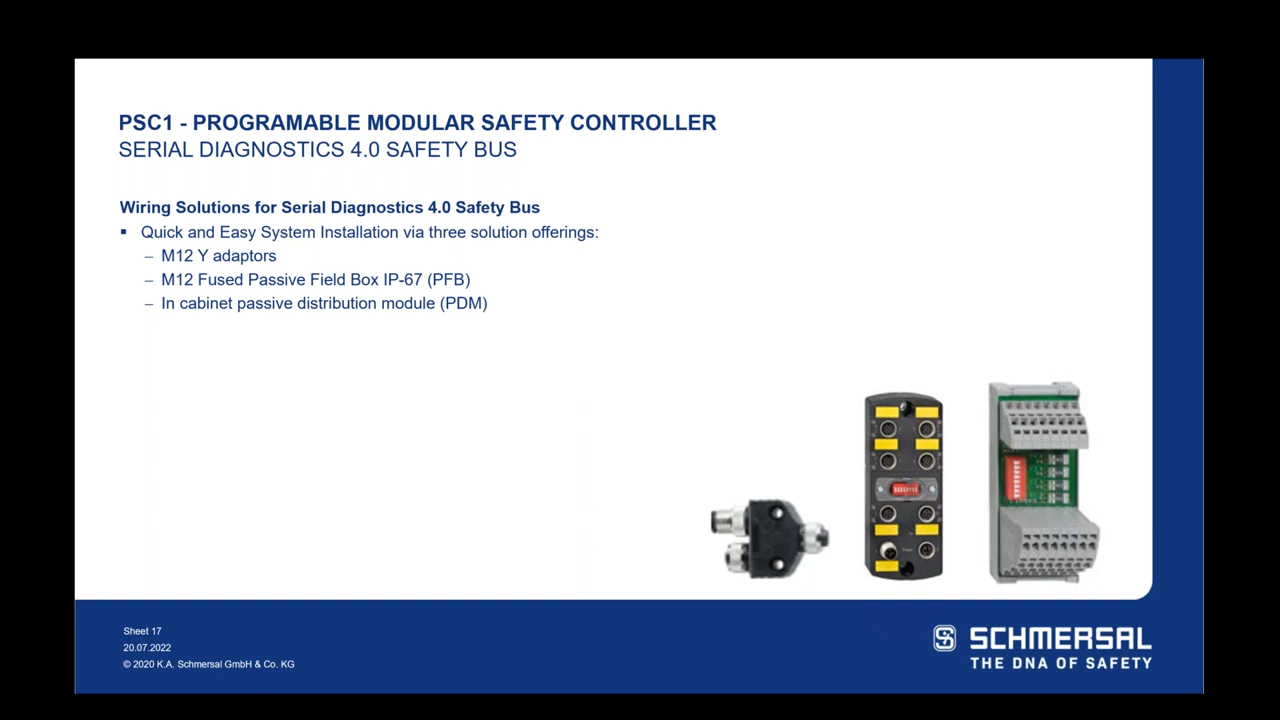 PSC1 - PROGRAMABLE MODULAR SAFETY CONTROLLER
SERIAL DIAGNOSTICS 4.0 SAFETY BUS
Wiring Solutions for Serial Diagnostics 4.0 Safety Bus
▪ Quick and Easy System Installation via three solution offerings:
– M12 Y adaptors
– M12 Fused Passive Field Box IP-67 (PFB)
– In cabinet passive distribution module (PDM)
Sheet 17
20.07.2022
© 2020 K.A. Schmersal GmbH & Co. KG
SCHMERSAL
THE DNA OF SAFETY